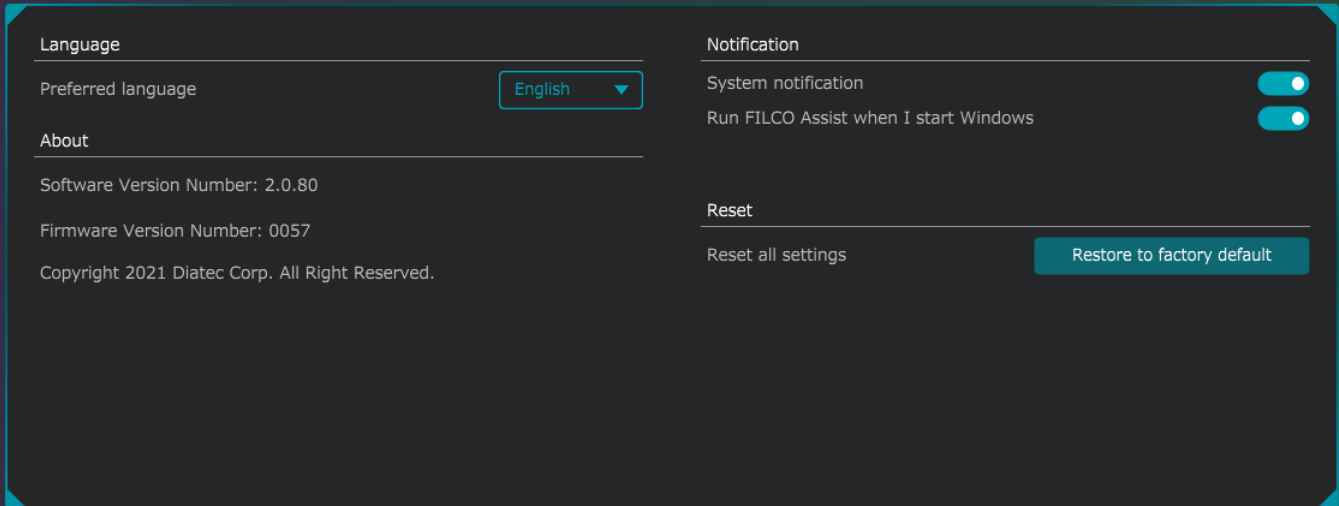 Language
Preferred language
English
About
Software Version Number: 2.0.80
Firmware Version Number: 0057
Copyright 2021 Diatec Corp. All Right Reserved.
Notification
System notification
Run FILCO Assist when I start Windows
Reset
Reset all settings
Restore to factory default